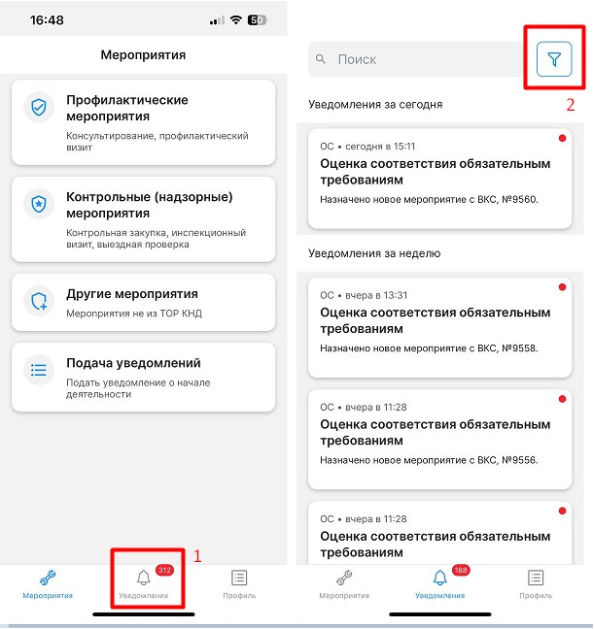 16:48
50
Мероприятия
Профилактические
мероприятия
Консультирование, профилактический
визит
Контрольные (надзорные)
мероприятия
Контрольная закупка, инспекционный
визит, выездная проверка
Другие мероприятия
Мероприятия не из ТОР КНД
Подача уведомлений
Подать уведомление о начале
деятельности
1
312
Мероприятия
Уведомления
Профиль
Поиск
2
Уведомления за сегодня
ОС • сегодня в 15:11
Оценка соответствия обязательным
требованиям
Назначено новое мероприятие с ВКС, №9560.
Уведомления за неделю
ОС • вчера в 13:31
Оценка соответствия обязательным
требованиям
Назначено новое мероприятие с ВКС, №9558.
ОС • вчера в 11:28
Оценка соответствия обязательным
требованиям
Назначено новое мероприятие с ВКС, №9556.
ОС • вчера в 11:28
Оценка соответствия обязательным
требованиям
188
Мероприятия
Уведомления
Профиль